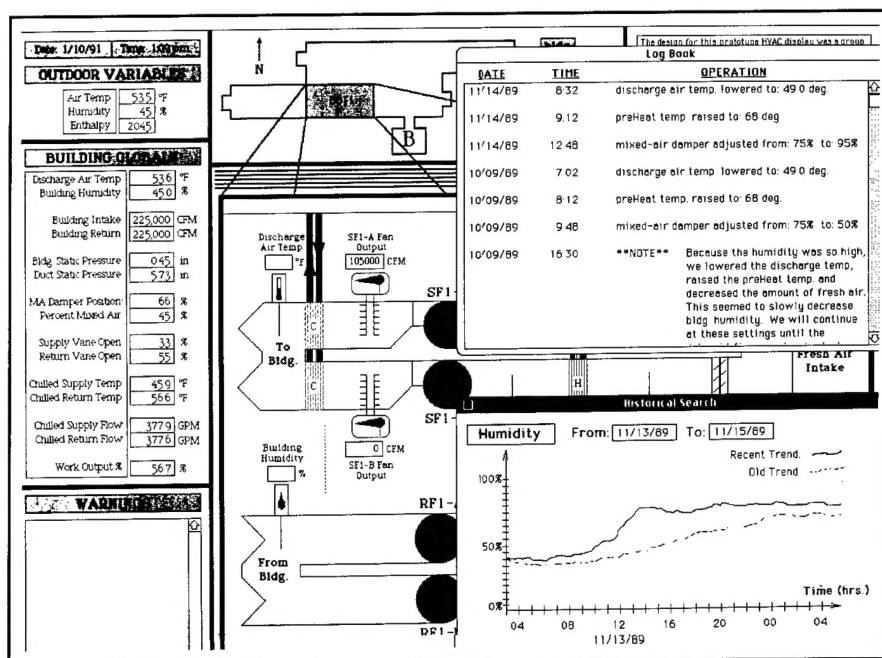 Date: 1/10/91 Time: 1:09 pm
OUTDOOR VARIABLES
Air Temp 53.5 °F
Humidity 45 %
Enthalpy 20.45
BUILDING GLOBALS
Discharge Air Temp 53.6 °F
Building Humidity 45.0 %
Building Intake 225,000 CFM
Building Return 225,000 CFM
Bldg Static Pressure 0.45 in
Duct Static Pressure 5.73 in
MA Damper Position 66 %
Percent Mixed Air 45 %
Supply Vane Open 33 %
Return Vane Open 55 %
Chilled Supply Temp 45.9 °F
Chilled Return Temp 56.6 °F
Chilled Supply Flow 3779 GPM
Chilled Return Flow 3776 GPM
Work Output % 56.7 %
WARNINGS
N
B
Discharge
Air Temp
°F
SF1-A Fan
Output
105000 CFM
SF1-
C
To
Bldg.
C
H
SF1-
0 CFM
SF1-B Fan
Output
Building
Humidity
%
RF1-
From
Bldg.
RF1-
The design for this prototype HVAC display was a group
Log Book
DATE TIME OPERATION
11/14/89 8:32 discharge air temp. lowered to: 49.0 deg.
11/14/89 9:12 preHeat temp. raised to: 68 deg.
11/14/89 12:48 mixed-air damper adjusted from: 75% to: 95%
10/09/89 7:02 discharge air temp. lowered to: 49.0 deg.
10/09/89 8:12 preHeat temp. raised to: 68 deg.
10/09/89 9:48 mixed-air damper adjusted from: 75% to: 50%
10/09/89 16:30 **NOTE** Because the humidity was so high,
we lowered the discharge temp,
raised the preHeat temp. and
decreased the amount of fresh air.
This seemed to slowly decrease
bldg humidity. We will continue
at these settings until the
Fresh Air
Intake
Historical Search
Humidity From: 11/13/89 To: 11/15/89
Recent Trend.
Old Trend
100%
50%
0%
Time (hrs.)
04 08 12 16 20 00 04
11/13/89